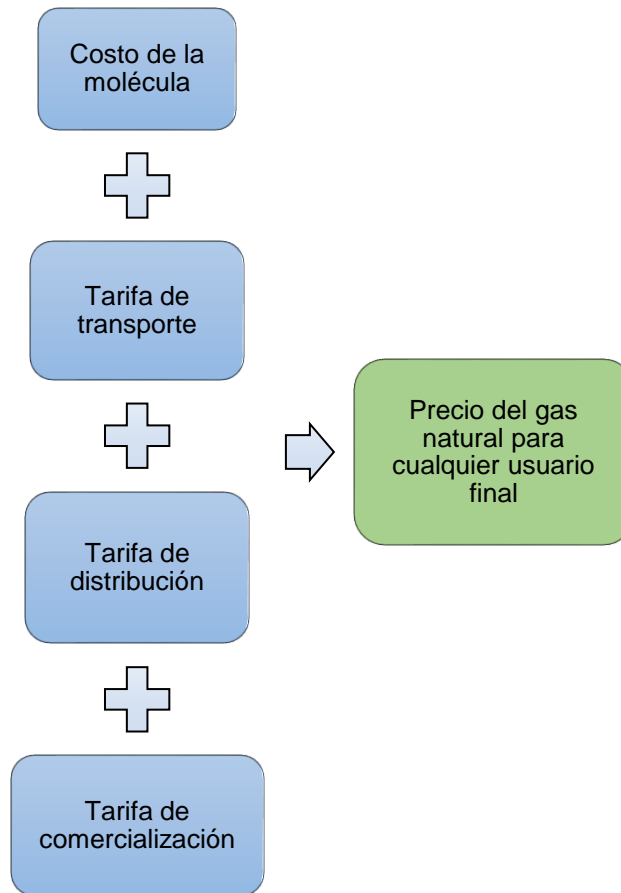 Costo de la
molécula
Tarifa de
transporte
Tarifa de
distribución
Tarifa de
comercialización
Precio del gas
natural para
cualquier usuario
final